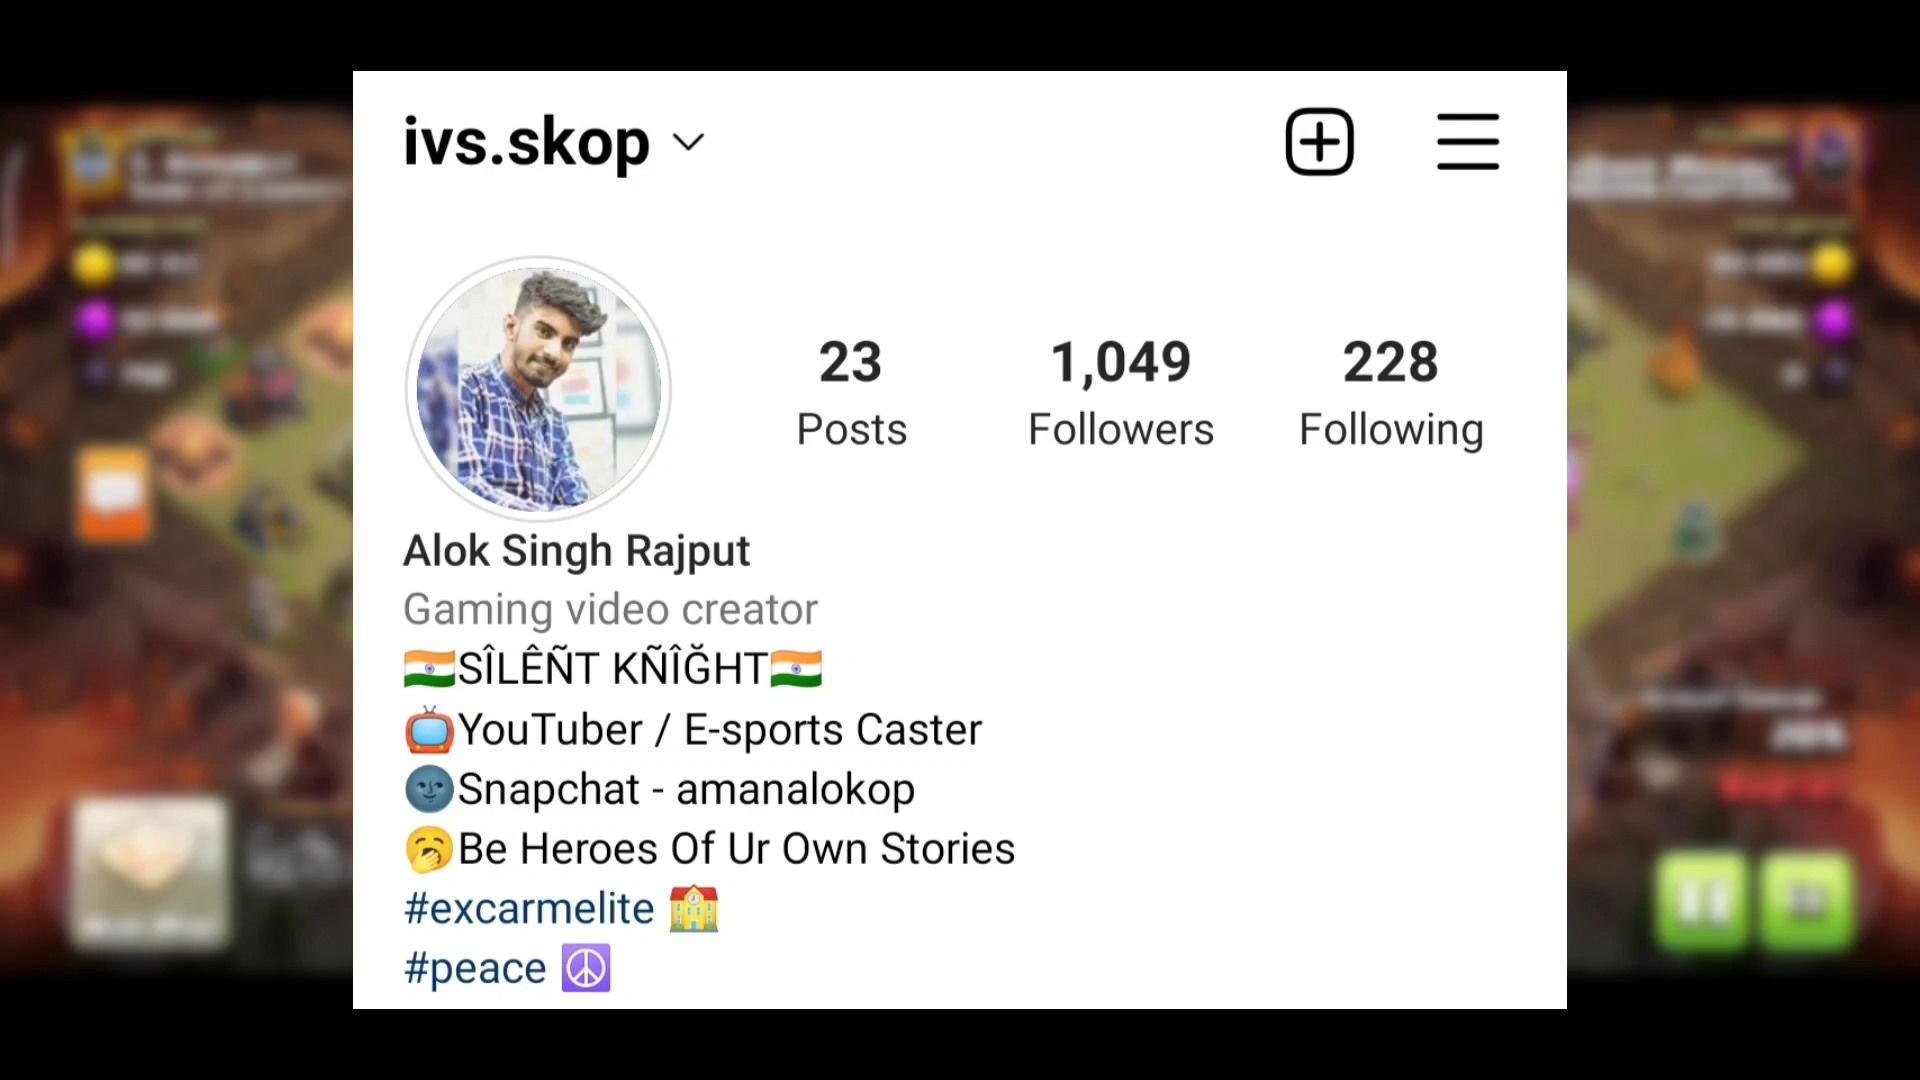 ivs.skop
23 1,049 228
Posts Followers Following
Alok Singh Rajput
Gaming video creator
🇮🇳SÎLÊÑT KÑÎĞHT🇮🇳
📺YouTuber / E-sports Caster
🌚Snapchat - amanalokop
🥱Be Heroes Of Ur Own Stories
#excarmelite 🏫
#peace ☮️